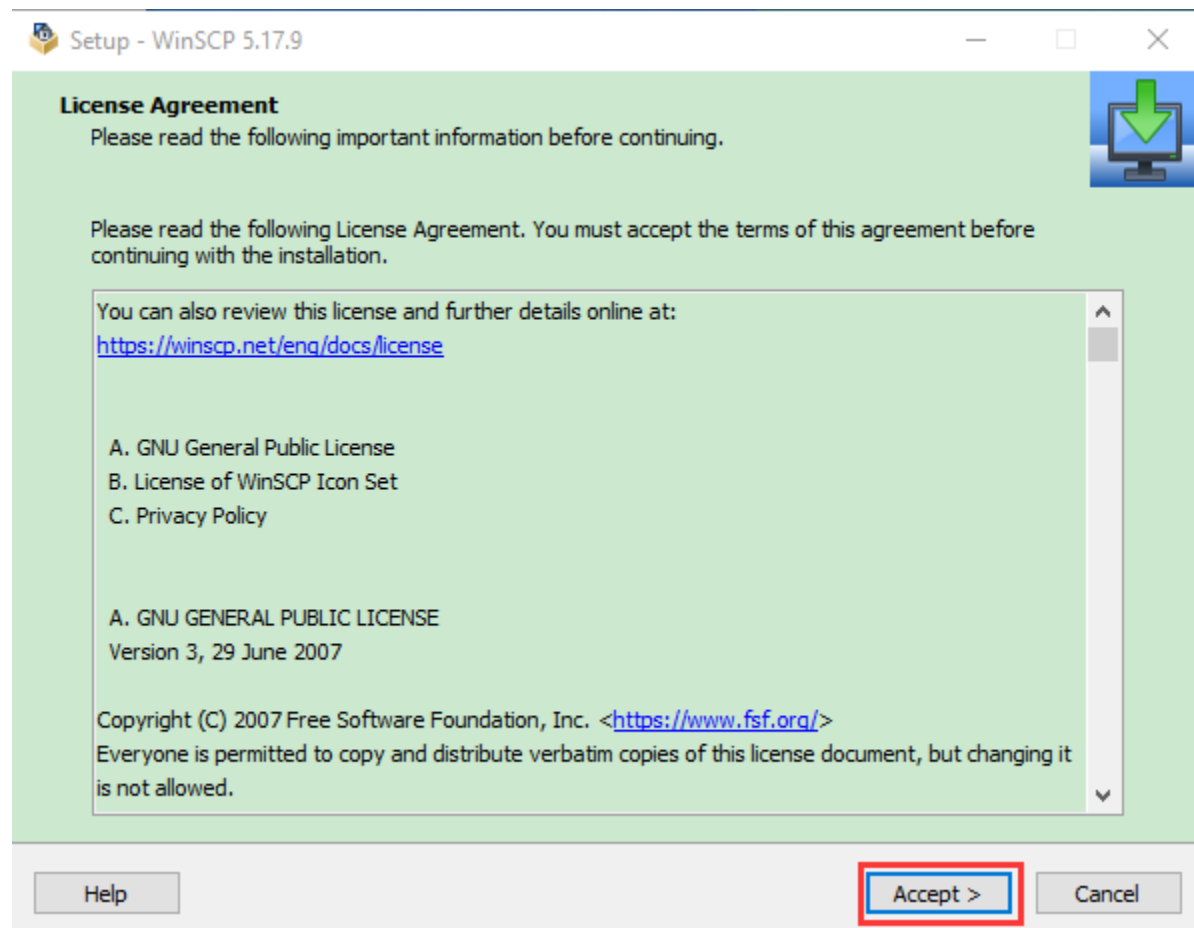 Setup - WinSCP 5.17.9
License Agreement
Please read the following important information before continuing.
Please read the following License Agreement. You must accept the terms of this agreement before
continuing with the installation.
You can also review this license and further details online at:
https://winscp.net/eng/docs/license
A. GNU General Public License
B. License of WinSCP Icon Set
C. Privacy Policy
A. GNU GENERAL PUBLIC LICENSE
Version 3, 29 June 2007
Copyright (C) 2007 Free Software Foundation, Inc. <https://www.fsf.org/>
Everyone is permitted to copy and distribute verbatim copies of this license document, but changing it
is not allowed.
Help
Accept >
Cancel